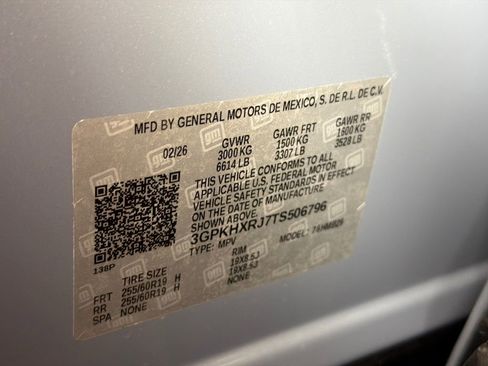 MFD BY GENERAL MOTORS DE MEXICO, S. DE R.L. DE C.V.
02/26 GVWR GAWR FRT GAWR RR
3000 KG 1500 KG 1600 KG
6614 LB 3307 LB 3528 LB
THIS VEHICLE CONFORMS TO ALL
APPLICABLE U.S. FEDERAL MOTOR
VEHICLE SAFETY STANDARDS IN EFFECT
ON THE DATE OF MANUFACTURE
SHOWN ABOVE.
3GPKHXRJ7TS506796
TYPE: MPV MODEL:
138P
TIRE SIZE RIM
FRT 255/60R19 H 19X8.5J
RR 255/60R19 H 19X8.5J
SPA NONE NONE